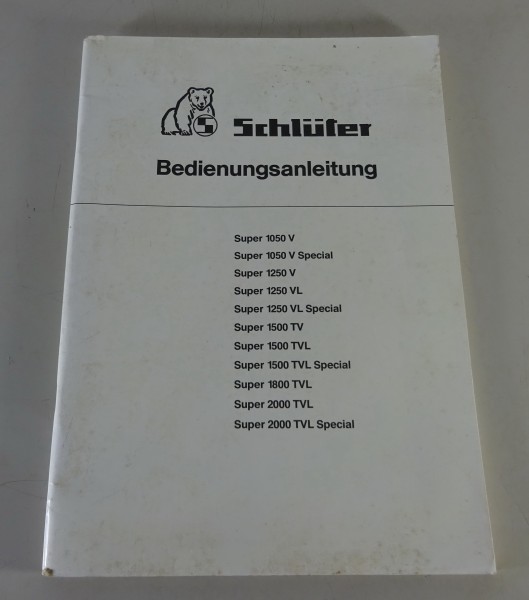 S Schlüter
Bedienungsanleitung
Super 1050 V
Super 1050 V Special
Super 1250 V
Super 1250 VL
Super 1250 VL Special
Super 1500 TV
Super 1500 TVL
Super 1500 TVL Special
Super 1800 TVL
Super 2000 TVL
Super 2000 TVL Special